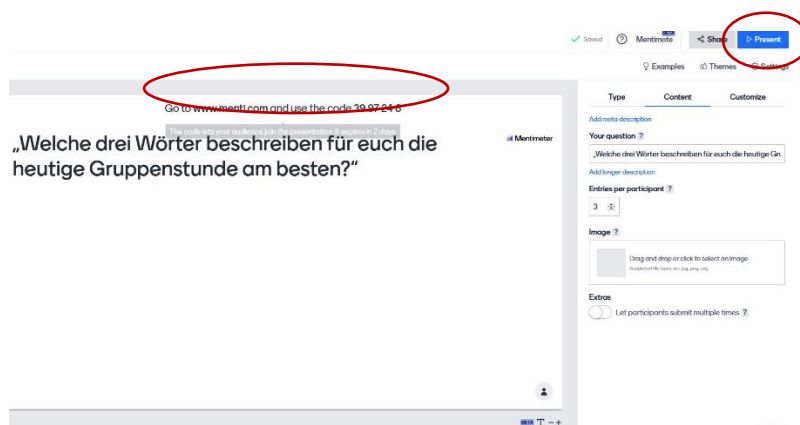 Saved
Mentimote
BETA
Share
Present
Examples
Themes
Settings
Go to www.menti.com and use the code 39 97 24 6
The code lets your audience join the presentation. It expires in 2 days.
„Welche drei Wörter beschreiben für euch die
heutige Gruppenstunde am besten?“
Mentimeter
Type
Content
Customize
Add meta description
Your question ?
„Welche drei Wörter beschreiben für euch die heutige Gru
Add longer description
Entries per participant ?
3
Image ?
Drag and drop or click to select an image
Extras
Let participants submit multiple times ?
BETA T - +